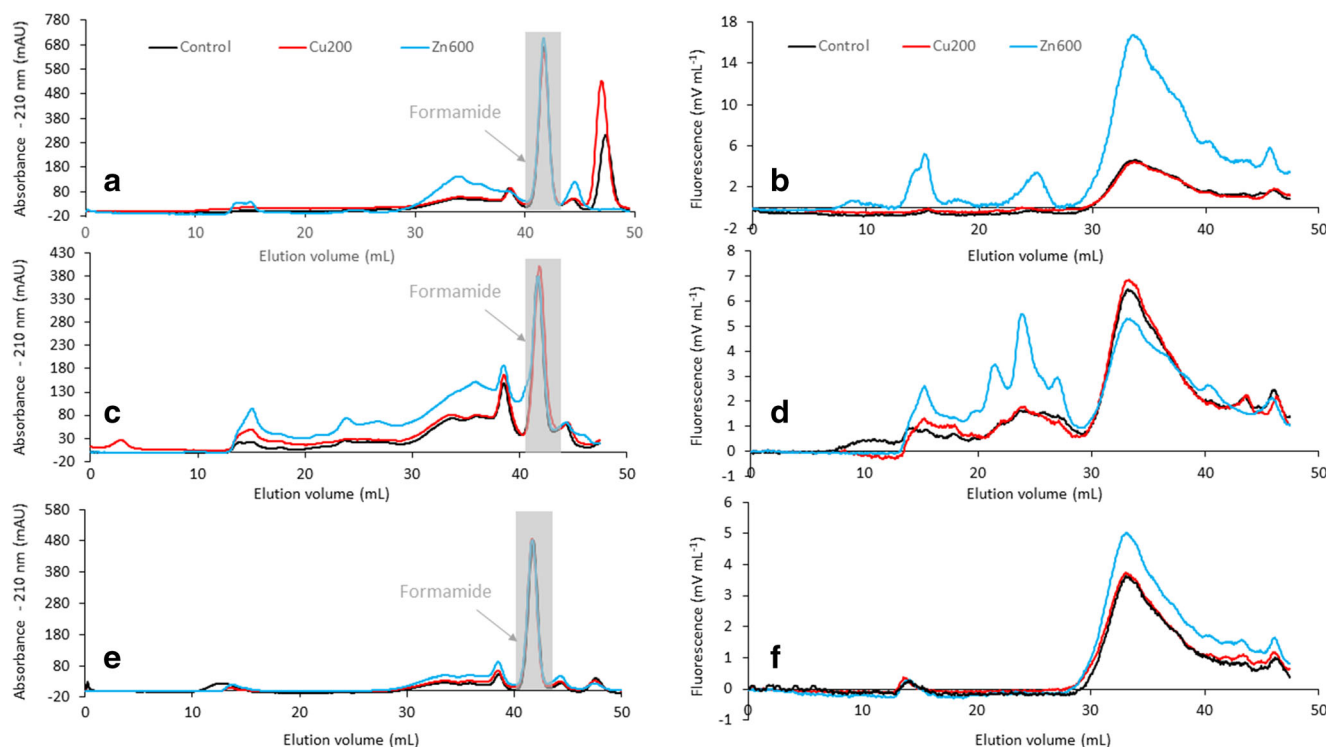 Absorbance - 210 nm (mAU)
780
680
580
480
380
280
180
80
-20
Control Cu200 Zn600
Formamide
a
0 10 20 30 40 50
Elution volume (mL)
Fluorescence (mV mL⁻¹)
18
14
10
6
2
-2
Control Cu200 Zn600
b
0 10 20 30 40 50
Elution volume (mL)
Absorbance - 210 nm (mAU)
430
380
330
280
230
180
130
80
30
-20
Formamide
c
0 10 20 30 40 50
Elution volume (mL)
Fluorescence (mV mL⁻¹)
8
7
6
5
4
3
2
1
0
-1
d
0 10 20 30 40 50
Elution volume (mL)
Absorbance - 210 nm (mAU)
580
480
380
280
180
80
-20
Formamide
e
0 10 20 30 40 50
Elution volume (mL)
Fluorescence (mV mL⁻¹)
6
5
4
3
2
1
0
-1
f
0 10 20 30 40 50
Elution volume (mL)